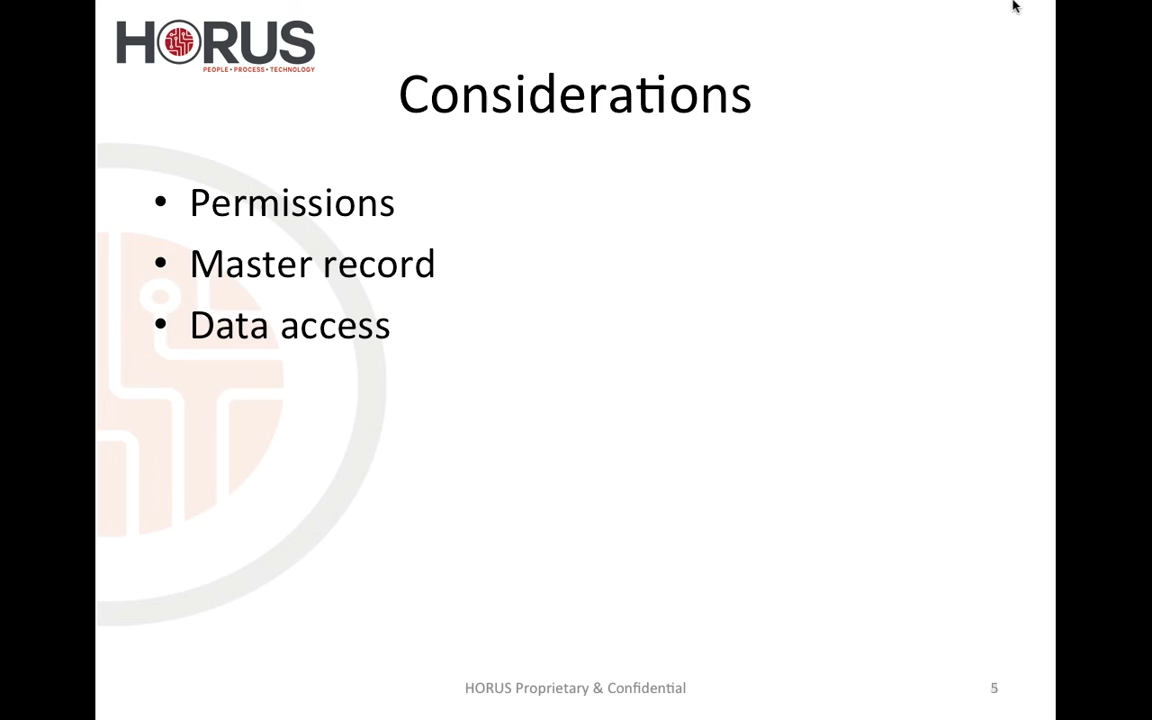 HORUS
PEOPLE • PROCESS • TECHNOLOGY
Considerations
• Permissions
• Master record
• Data access
HORUS Proprietary & Confidential
5